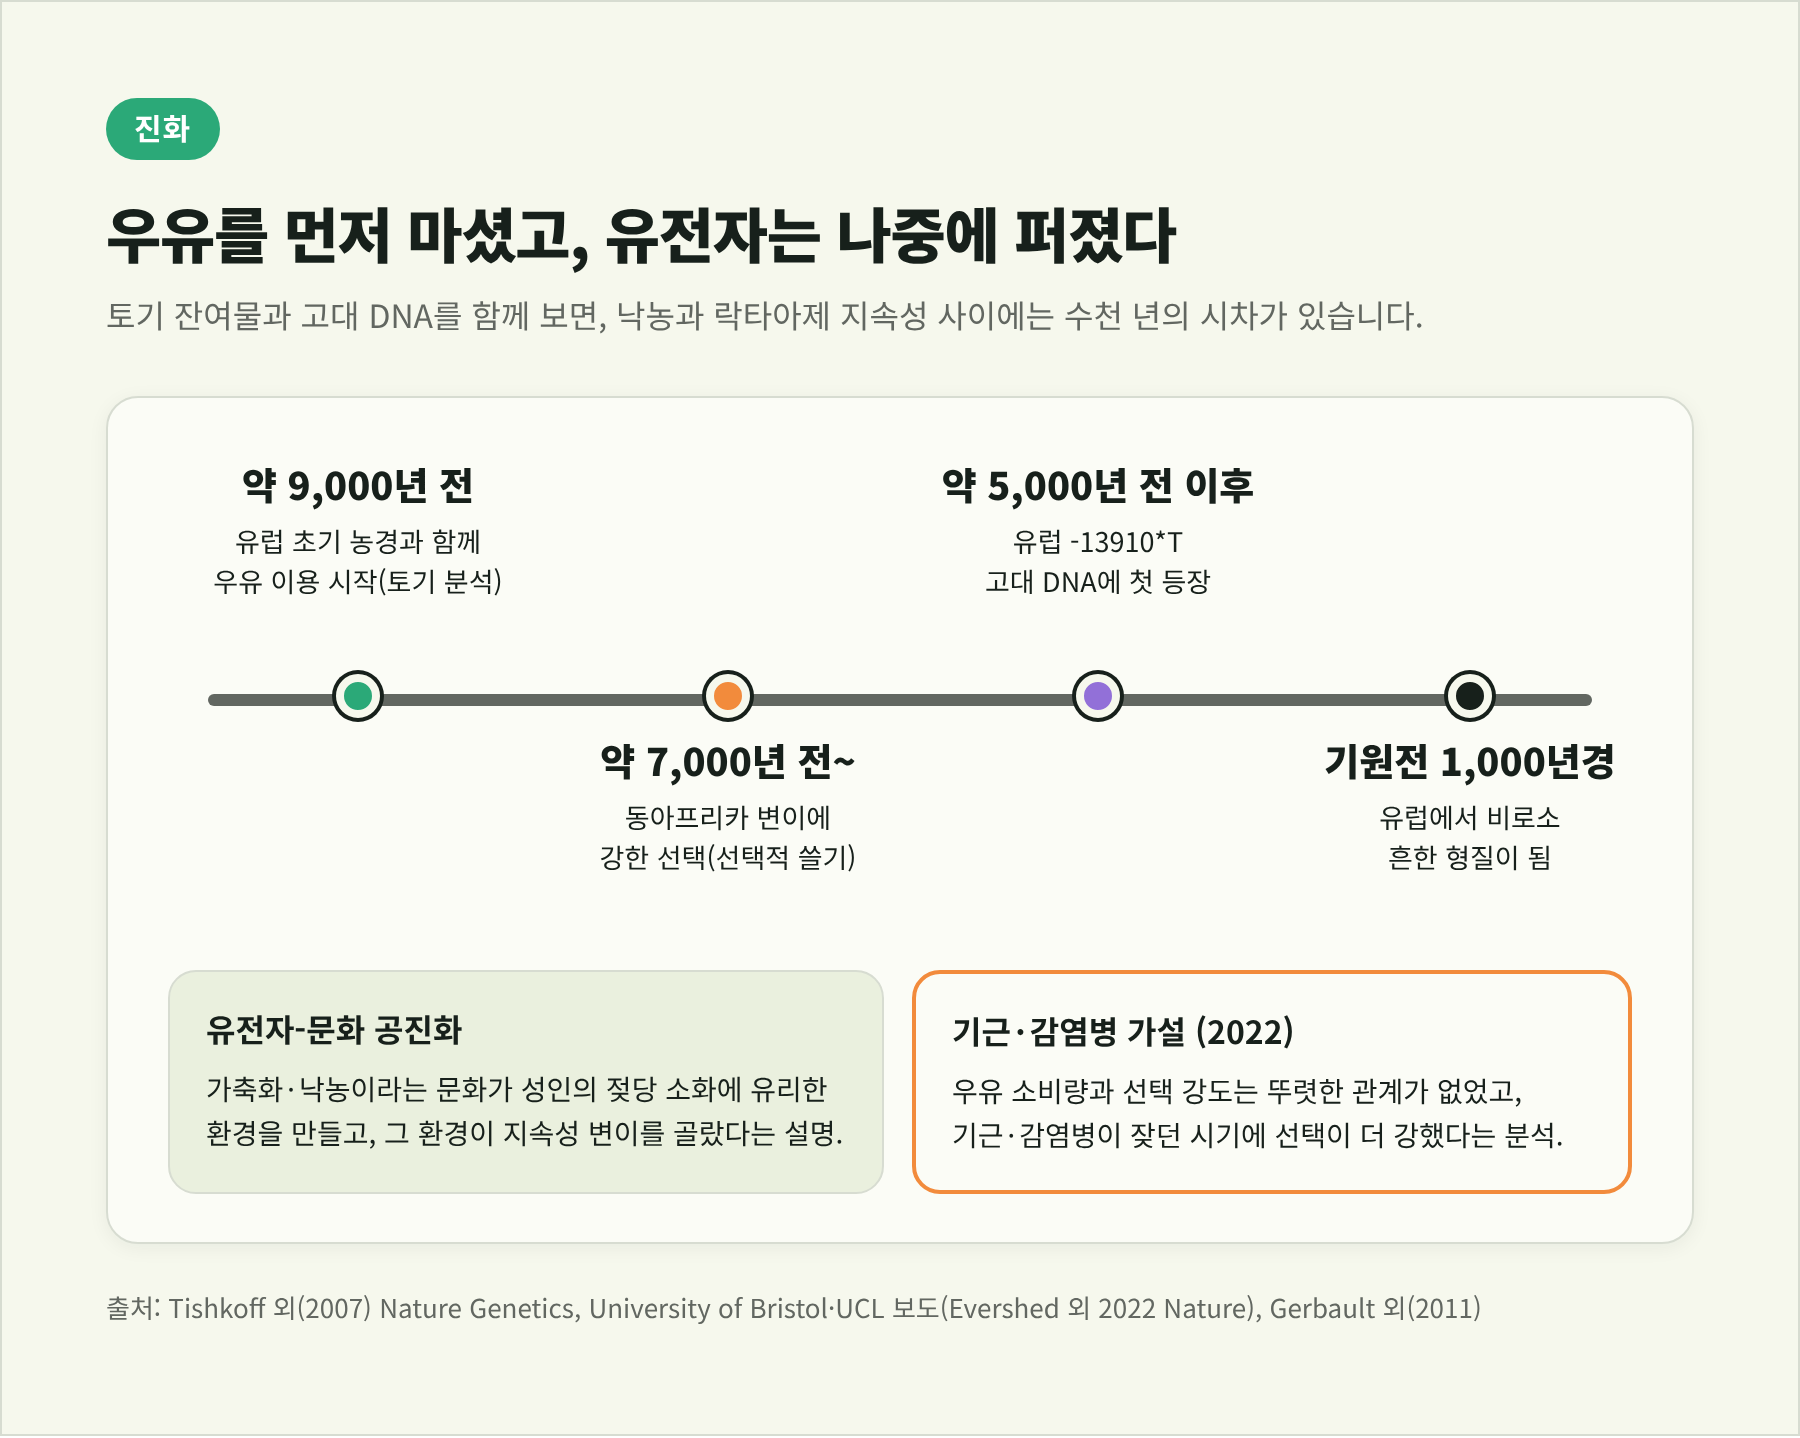 진화
우유를 먼저 마셨고, 유전자는 나중에 퍼졌다
토기 잔여물과 고대 DNA를 함께 보면, 낙농과 락타아제 지속성 사이에는 수천 년의 시차가 있습니다.
약 9,000년 전
유럽 초기 농경과 함께
우유 이용 시작(토기 분석)
약 7,000년 전~
동아프리카 변이에
강한 선택(선택적 쓸기)
약 5,000년 전 이후
유럽 -13910*T
고대 DNA에 첫 등장
기원전 1,000년경
유럽에서 비로소
흔한 형질이 됨
유전자-문화 공진화
가축화·낙농이라는 문화가 성인의 젖당 소화에 유리한
환경을 만들고, 그 환경이 지속성 변이를 골랐다는 설명.
기근·감염병 가설 (2022)
우유 소비량과 선택 강도는 뚜렷한 관계가 없었고,
기근·감염병이 잦던 시기에 선택이 더 강했다는 분석.
출처: Tishkoff 외(2007) Nature Genetics, University of Bristol·UCL 보도(Evershed 외 2022 Nature), Gerbault 외(2011)